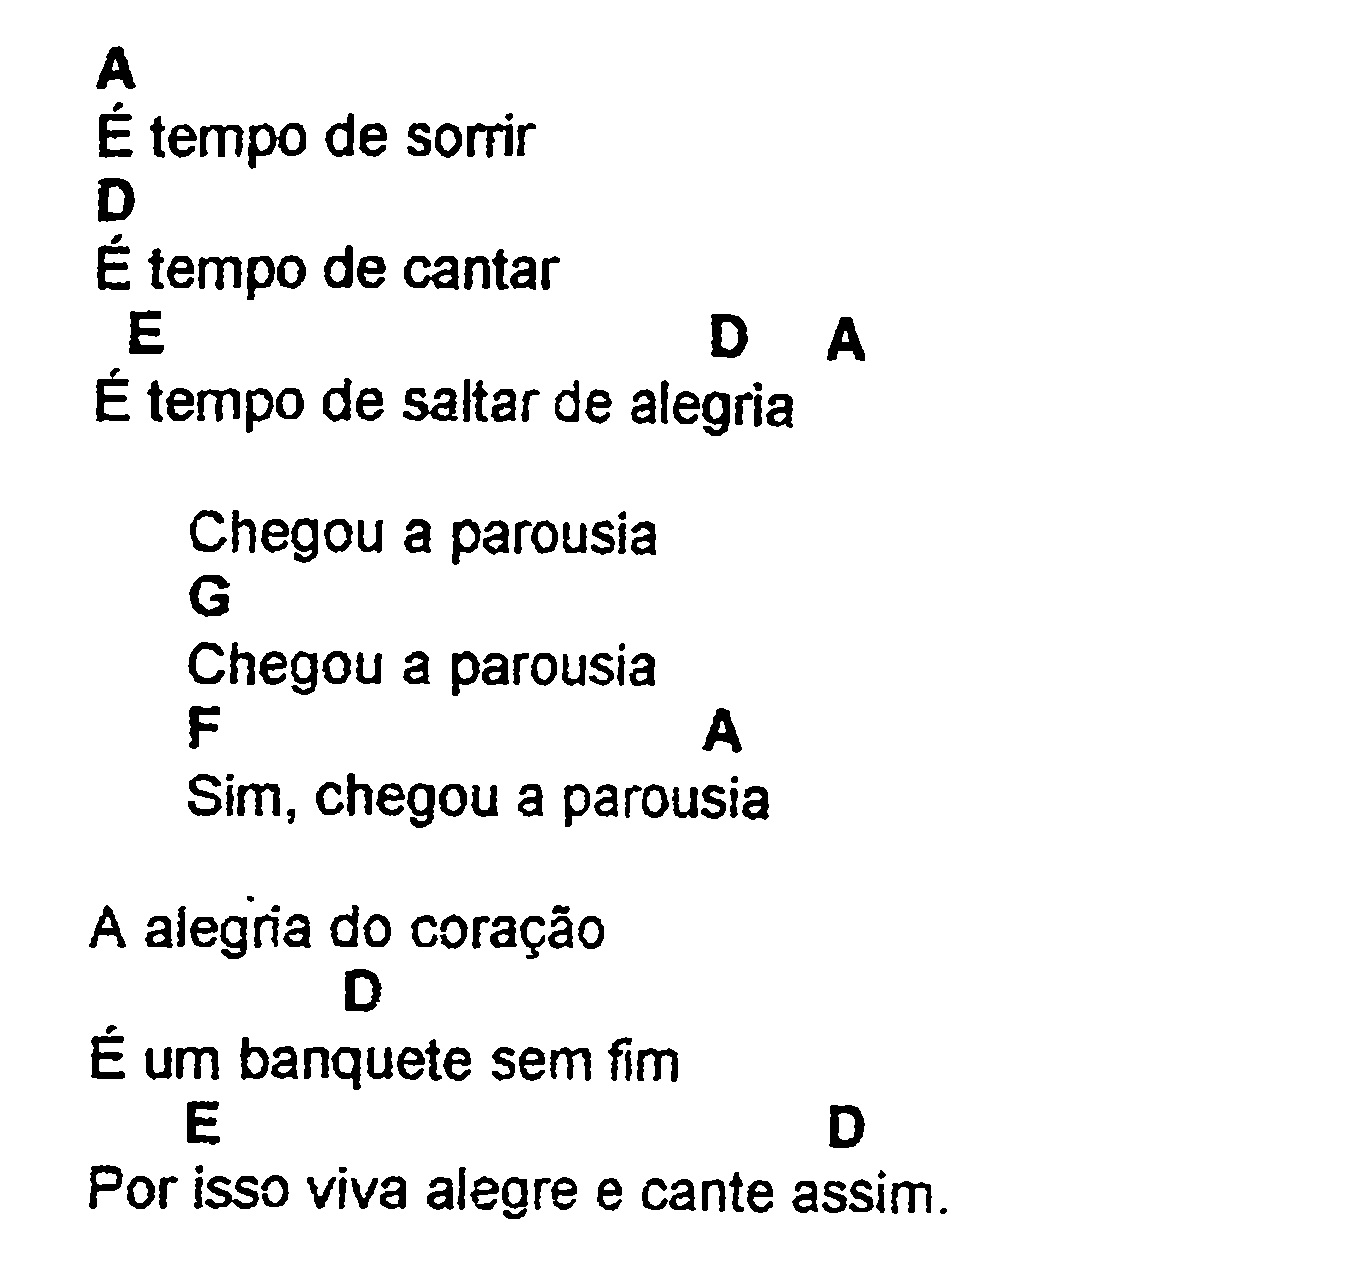 A
É tempo de sorrir
D
É tempo de cantar
E D A
É tempo de saltar de alegria
Chegou a parousia
G
Chegou a parousia
F A
Sim, chegou a parousia
A alegria do coração
D
É um banquete sem fim
E D
Por isso viva alegre e cante assim.